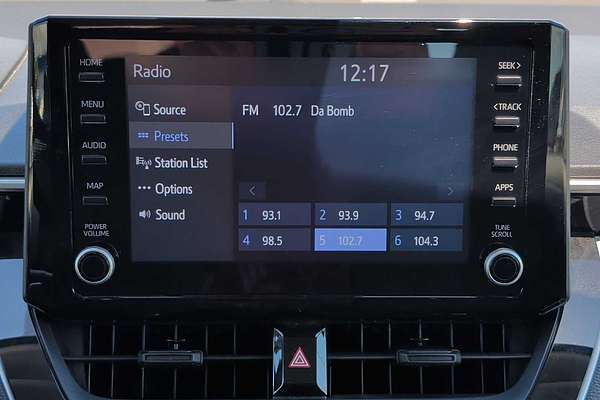 HOME
MENU
AUDIO
MAP
POWER
VOLUME
Radio 12:17
Source
Presets
Station List
Options
Sound
FM 102.7 Da Bomb
< >
1 93.1 2 93.9 3 94.7
4 98.5 5 102.7 6 104.3
SEEK>
<TRACK
PHONE
APPS
TUNE
SCROLL